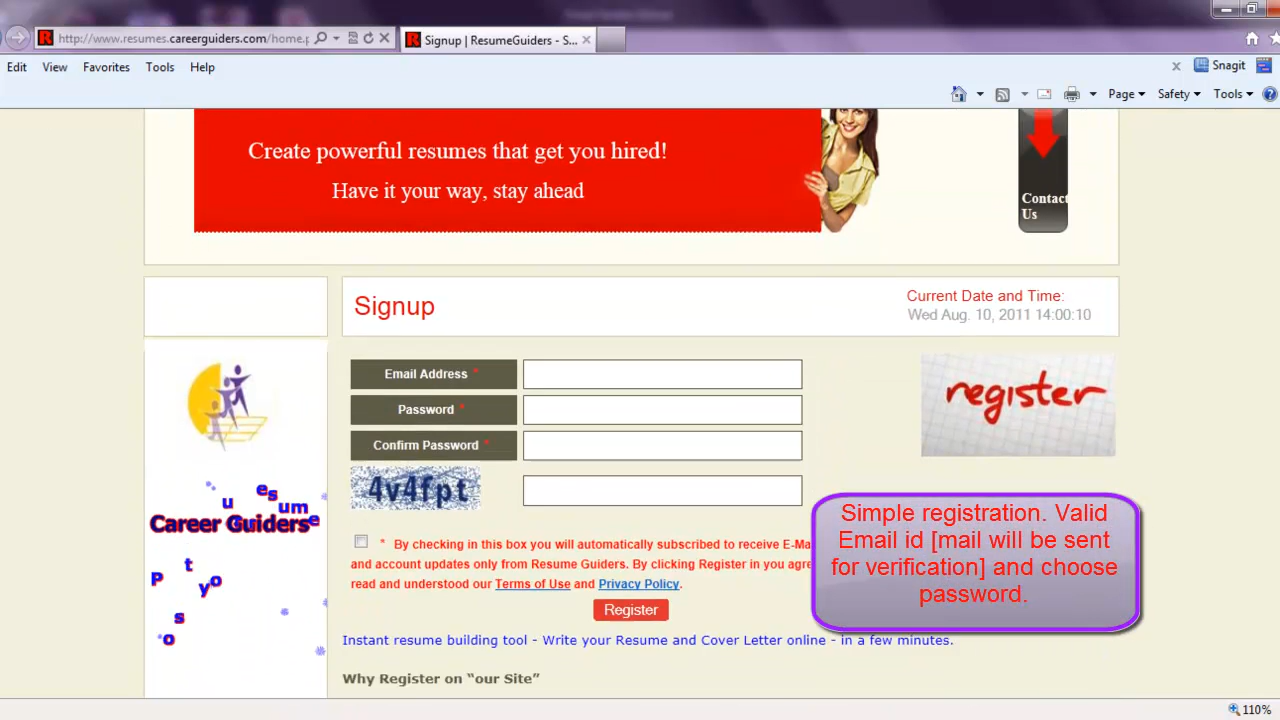 http://www.resumes.careerguiders.com/home.p
Signup | ResumeGuiders - S...
Edit View Favorites Tools Help
Snagit
Page Safety Tools
Create powerful resumes that get you hired!
Have it your way, stay ahead
Contact
Us
Signup
Current Date and Time:
Wed Aug. 10, 2011 14:00:10
Email Address *
Password *
Confirm Password *
register
4v4fpt
Simple registration. Valid
Email id [mail will be sent
for verification] and choose
password.
* By checking in this box you will automatically subscribed to receive E-Ma
and account updates only from Resume Guiders. By clicking Register in you agre
read and understood our Terms of Use and Privacy Policy.
Register
Career Guiders
Instant resume building tool - Write your Resume and Cover Letter online - in a few minutes.
Why Register on “our Site”
110%